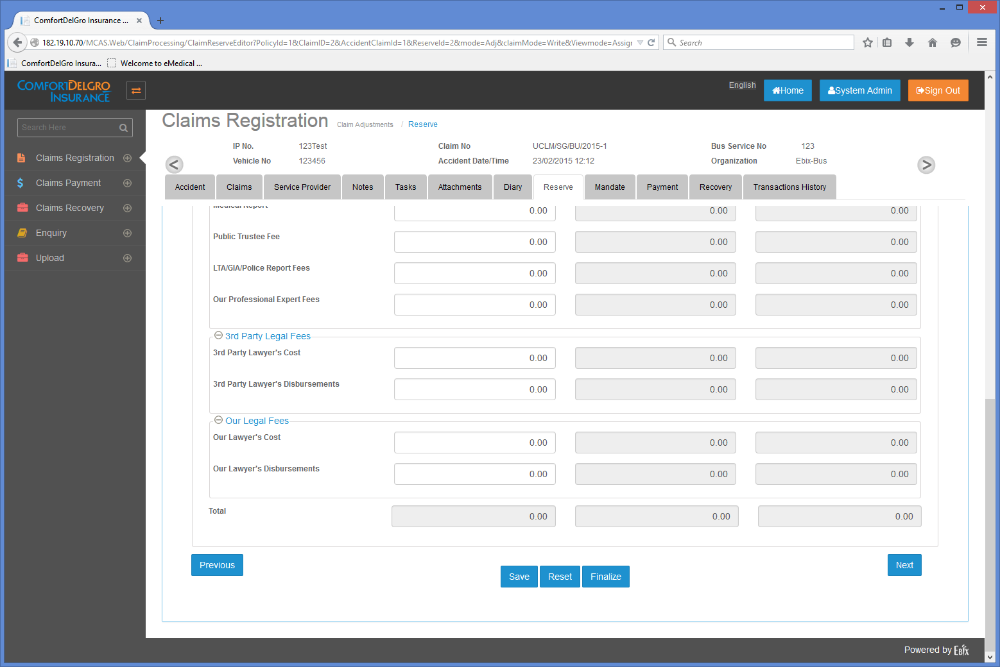 ComfortDelGro Insurance ...
182.19.10.70/MCAS.Web/ClaimProcessing/ClaimReserveEditor?PolicyId=1&ClaimID=2&AccidentClaimId=1&ReserveId=2&mode=Adj&claimMode=Write&Viewmode=Assign
Search
ComfortDelGro Insura...
Welcome to eMedical ...
COMFORTDELGRO
INSURANCE
English
Home
System Admin
Sign Out
Search Here
Claims Registration
Claims Payment
Claims Recovery
Enquiry
Upload
Claims Registration Claim Adjustments / Reserve
IP No. 123Test Claim No UCLM/SG/BU/2015-1 Bus Service No 123
Vehicle No 123456 Accident Date/Time 23/02/2015 12:12 Organization Ebix-Bus
< >
Accident Claims Service Provider Notes Tasks Attachments Diary Reserve Mandate Payment Recovery Transactions History
Medical Report 0.00 0.00 0.00
Public Trustee Fee 0.00 0.00 0.00
LTA/GIA/Police Report Fees 0.00 0.00 0.00
Our Professional Expert Fees 0.00 0.00 0.00
3rd Party Legal Fees
3rd Party Lawyer's Cost 0.00 0.00 0.00
3rd Party Lawyer's Disbursements 0.00 0.00 0.00
Our Legal Fees
Our Lawyer's Cost 0.00 0.00 0.00
Our Lawyer's Disbursements 0.00 0.00 0.00
Total 0.00 0.00 0.00
Previous
Save Reset Finalize
Next
Powered by Ebix